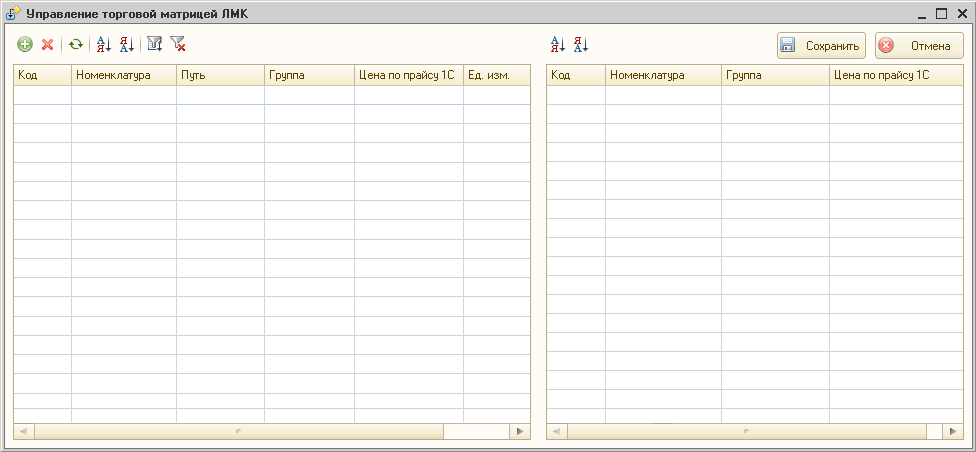 Управление торговой матрицей ЛМК
Сохранить Отмена
Код Номенклатура Путь Группа Цена по прайсу 1С Ед. изм.
Код Номенклатура Группа Цена по прайсу 1С